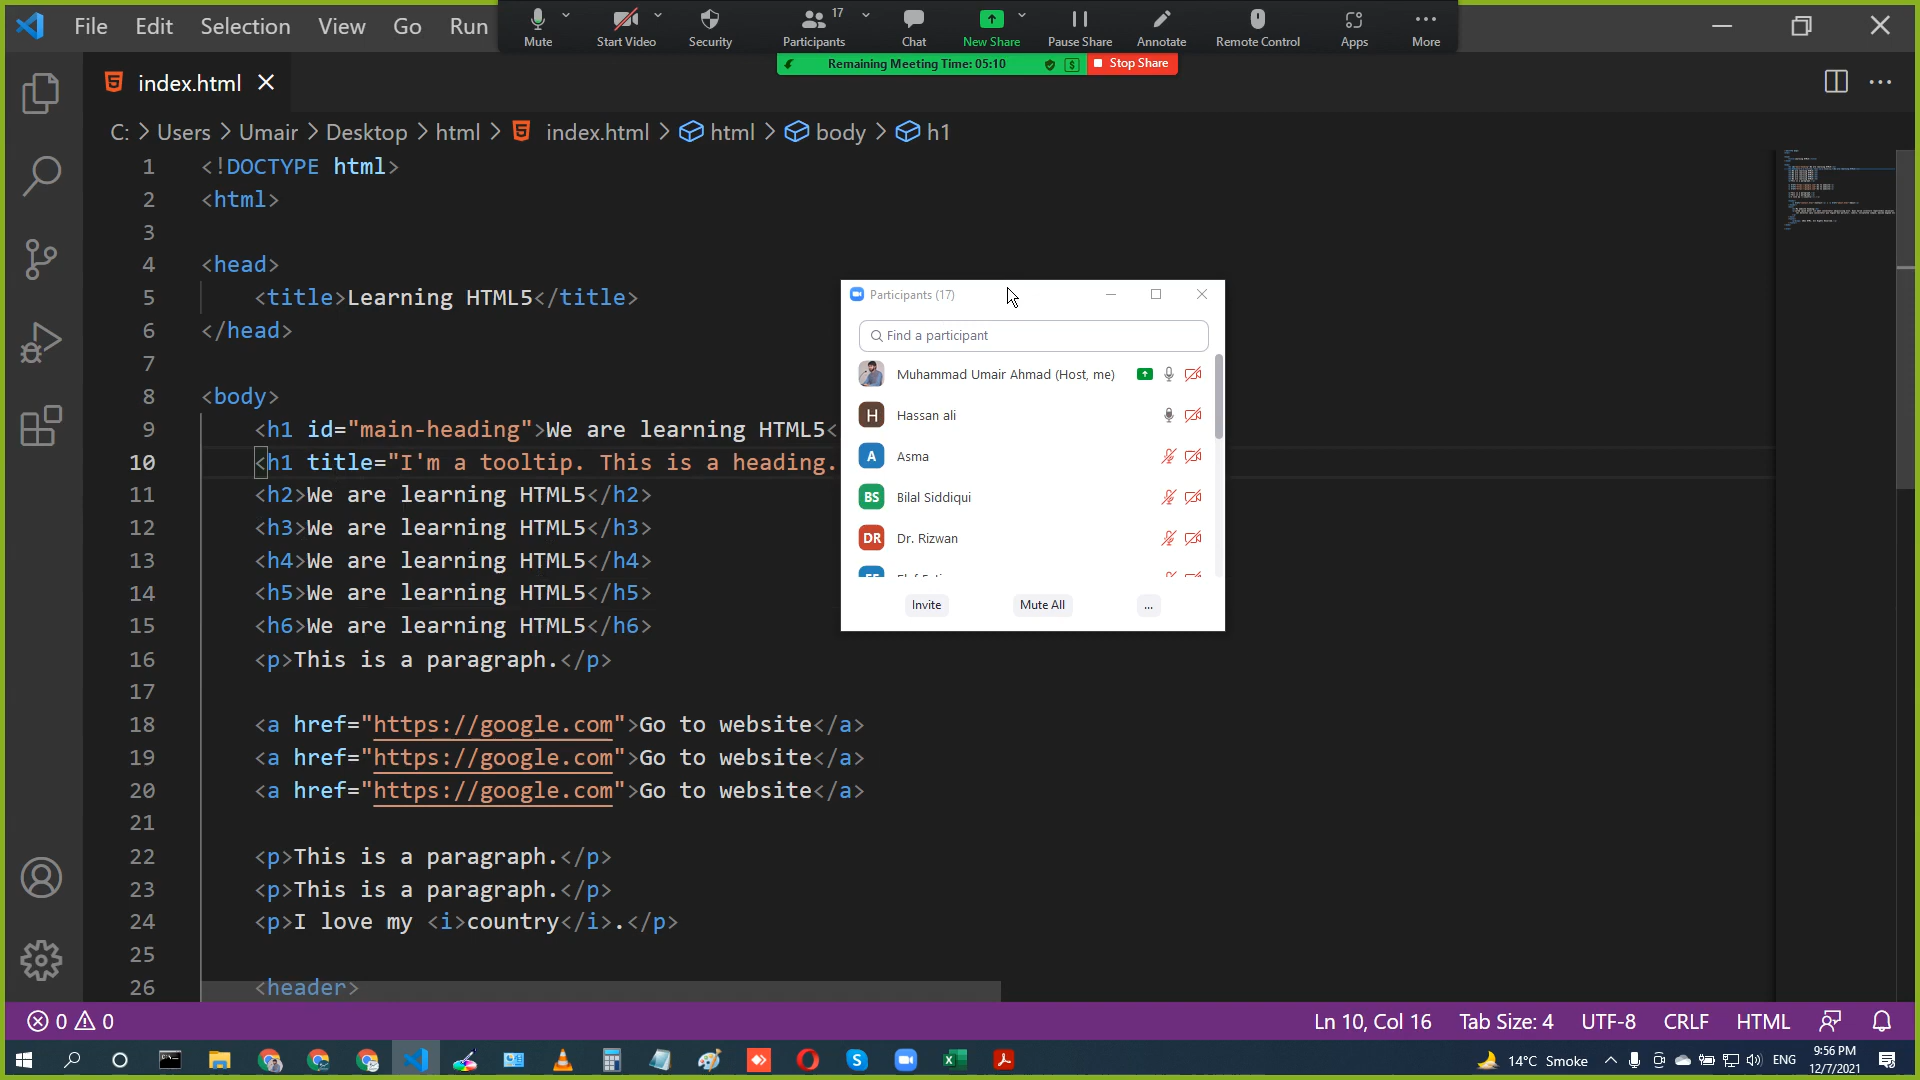 File Edit Selection View Go Run
Mute Start Video Security Participants 17 Chat New Share Pause Share Annotate Remote Control Apps More
Remaining Meeting Time: 05:10 Stop Share
index.html
C: > Users > Umair > Desktop > html > index.html > html > body > h1
1 <!DOCTYPE html>
2 <html>
3
4 <head>
5 <title>Learning HTML5</title>
6 </head>
7
8 <body>
9 <h1 id="main-heading">We are learning HTML5<
10 <h1 title="I'm a tooltip. This is a heading.
11 <h2>We are learning HTML5</h2>
12 <h3>We are learning HTML5</h3>
13 <h4>We are learning HTML5</h4>
14 <h5>We are learning HTML5</h5>
15 <h6>We are learning HTML5</h6>
16 <p>This is a paragraph.</p>
17
18 <a href="https://google.com">Go to website</a>
19 <a href="https://google.com">Go to website</a>
20 <a href="https://google.com">Go to website</a>
21
22 <p>This is a paragraph.</p>
23 <p>This is a paragraph.</p>
24 <p>I love my <i>country</i>.</p>
25
26 <header>
Participants (17)
Find a participant
Muhammad Umair Ahmad (Host, me)
H Hassan ali
A Asma
BS Bilal Siddiqui
DR Dr. Rizwan
Invite Mute All ...
0 0 Ln 10, Col 16 Tab Size: 4 UTF-8 CRLF HTML
14°C Smoke ENG 9:56 PM
12/7/2021